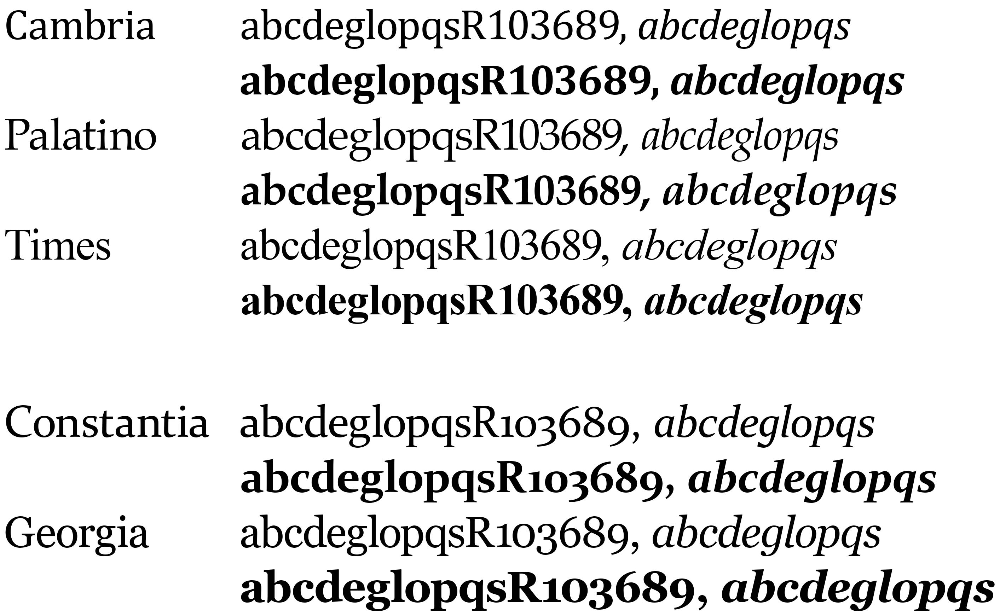 Cambria abcdeglopqsR103689, abcdeglopqs
abcdeglopqsR103689, abcdeglopqs
Palatino abcdeglopqsR103689, abcdeglopqs
abcdeglopqsR103689, abcdeglopqs
Times abcdeglopqsR103689, abcdeglopqs
abcdeglopqsR103689, abcdeglopqs
Constantia abcdeglopqsR103689, abcdeglopqs
abcdeglopqsR103689, abcdeglopqs
Georgia abcdeglopqsR103689, abcdeglopqs
abcdeglopqsR103689, abcdeglopqs